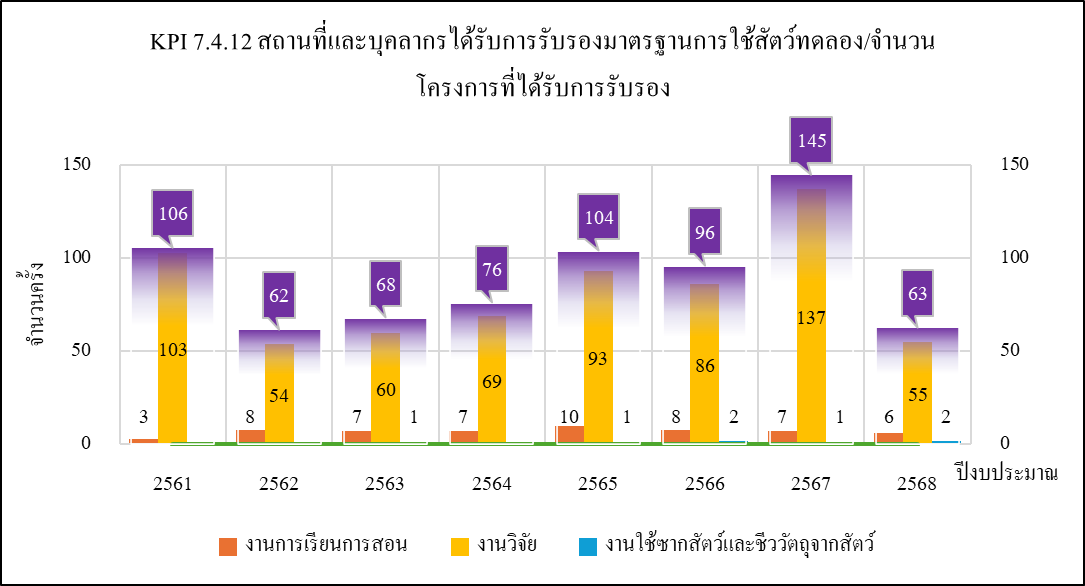 KPI 7.4.12 สถานที่และบุคลากรได้รับการรับรองมาตรฐานการใช้สัตว์ทดลอง/จำนวน
โครงการที่ได้รับการรับรอง
จำนวนครั้ง
150 150
100 100
50 50
0 0
106 62 68 76 104 96 145 63
103 54 60 69 93 86 137 55
3 8 7 1 7 10 1 8 2 7 1 6 2
2561 2562 2563 2564 2565 2566 2567 2568
ปีงบประมาณ
งานการเรียนการสอน งานวิจัย งานใช้ซากสัตว์และชีววัตถุจากสัตว์